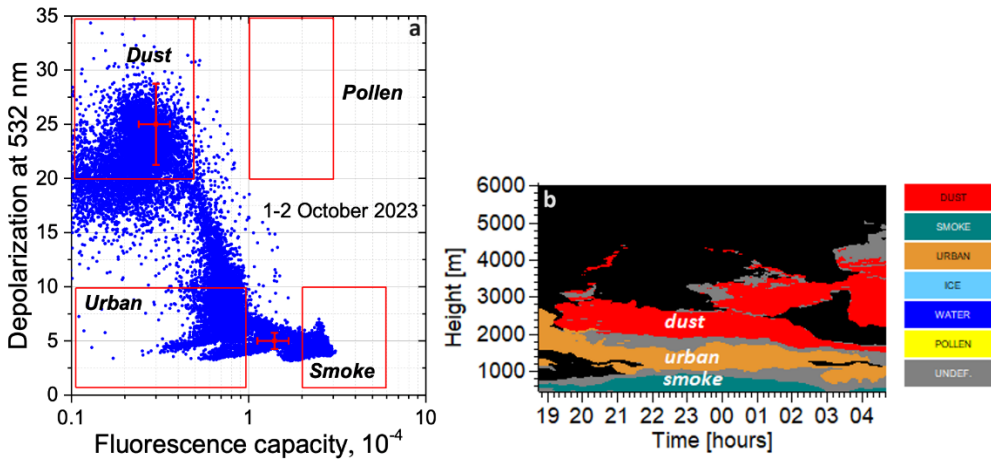 a
Depolarization at 532 nm
35
30
25
20
15
10
5
0
Dust
Pollen
1-2 October 2023
Urban
Smoke
0.1
1
10
Fluorescence capacity, 10⁻⁴
b
Height [m]
6000
5000
4000
3000
2000
1000
dust
urban
smoke
19 20 21 22 23 00 01 02 03 04
Time [hours]
DUST
SMOKE
URBAN
ICE
WATER
POLLEN
UNDEF.